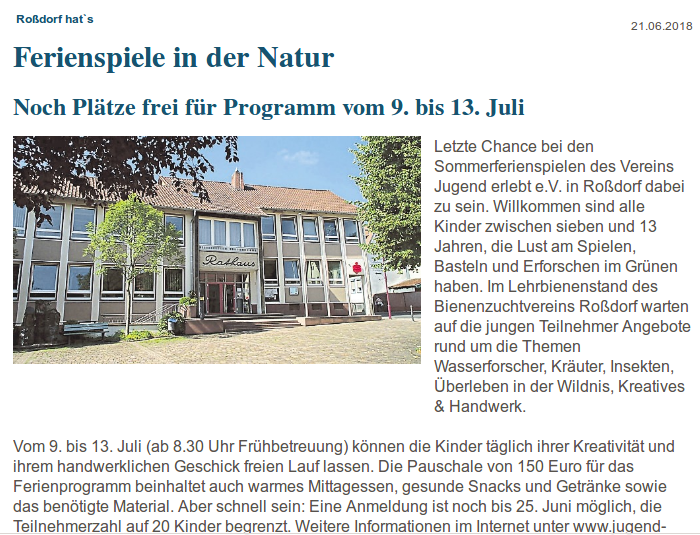 Roßdorf hat`s
21.06.2018
Ferienspiele in der Natur
Noch Plätze frei für Programm vom 9. bis 13. Juli
Rathaus
Letzte Chance bei den
Sommerferienspielen des Vereins
Jugend erlebt e.V. in Roßdorf dabei
zu sein. Willkommen sind alle
Kinder zwischen sieben und 13
Jahren, die Lust am Spielen,
Basteln und Erforschen im Grünen
haben. Im Lehrbienenstand des
Bienenzuchtvereins Roßdorf warten
auf die jungen Teilnehmer Angebote
rund um die Themen
Wasserforscher, Kräuter, Insekten,
Überleben in der Wildnis, Kreatives
& Handwerk.
Vom 9. bis 13. Juli (ab 8.30 Uhr Frühbetreuung) können die Kinder täglich ihrer Kreativität und
ihrem handwerklichen Geschick freien Lauf lassen. Die Pauschale von 150 Euro für das
Ferienprogramm beinhaltet auch warmes Mittagessen, gesunde Snacks und Getränke sowie
das benötigte Material. Aber schnell sein: Eine Anmeldung ist noch bis 25. Juni möglich, die
Teilnehmerzahl auf 20 Kinder begrenzt. Weitere Informationen im Internet unter www.jugend-